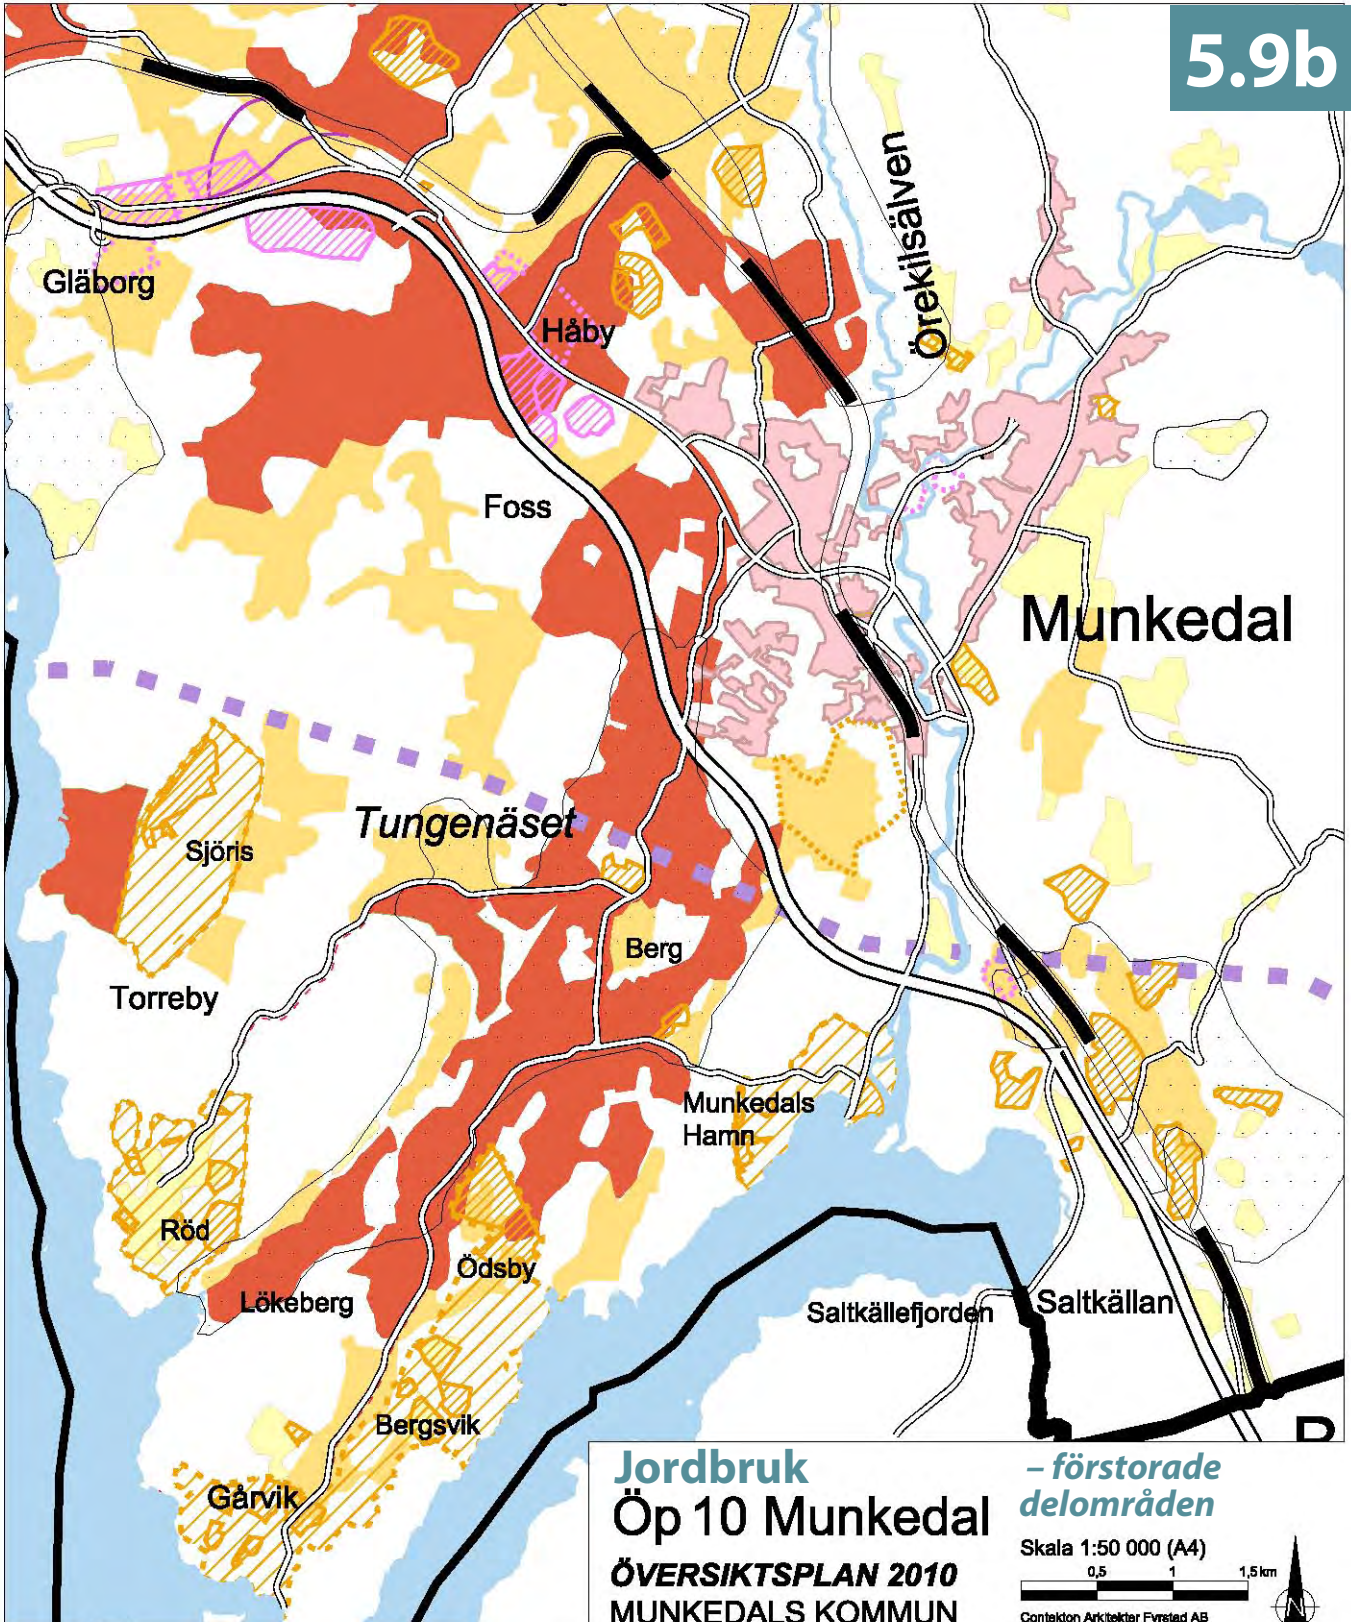 5.9b
Örekilsälven
Gläborg
Håby
Foss
Munkedal
Tungenäset
Sjöris
Berg
Torreby
Munkedals
Hamn
Röd
Ödsby
Lökeberg
Saltkällefjorden
Saltkällan
Bergsvik
Gårvik
Jordbruk
– förstorade
delområden
Öp 10 Munkedal
Skala 1:50 000 (A4)
0,5 1 1,5 km
ÖVERSIKTSPLAN 2010
MUNKEDALS KOMMUN
Contekton Arkitekter Fyrstad AB
N